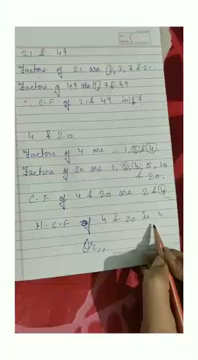 21 & 49
Factors of 21 are 1, 3, 7 & 21.
Factors of 49 are 1, 7 & 49
C.F of 21 & 49 is
4 & 20
Factors of 4 are 1, 2 & 4
Factors of 20 are 1, 2, 4, 5, 10
& 20.
C.F of 4 & 20 are 2 & 4
H.C.F of 4 & 20 is 4